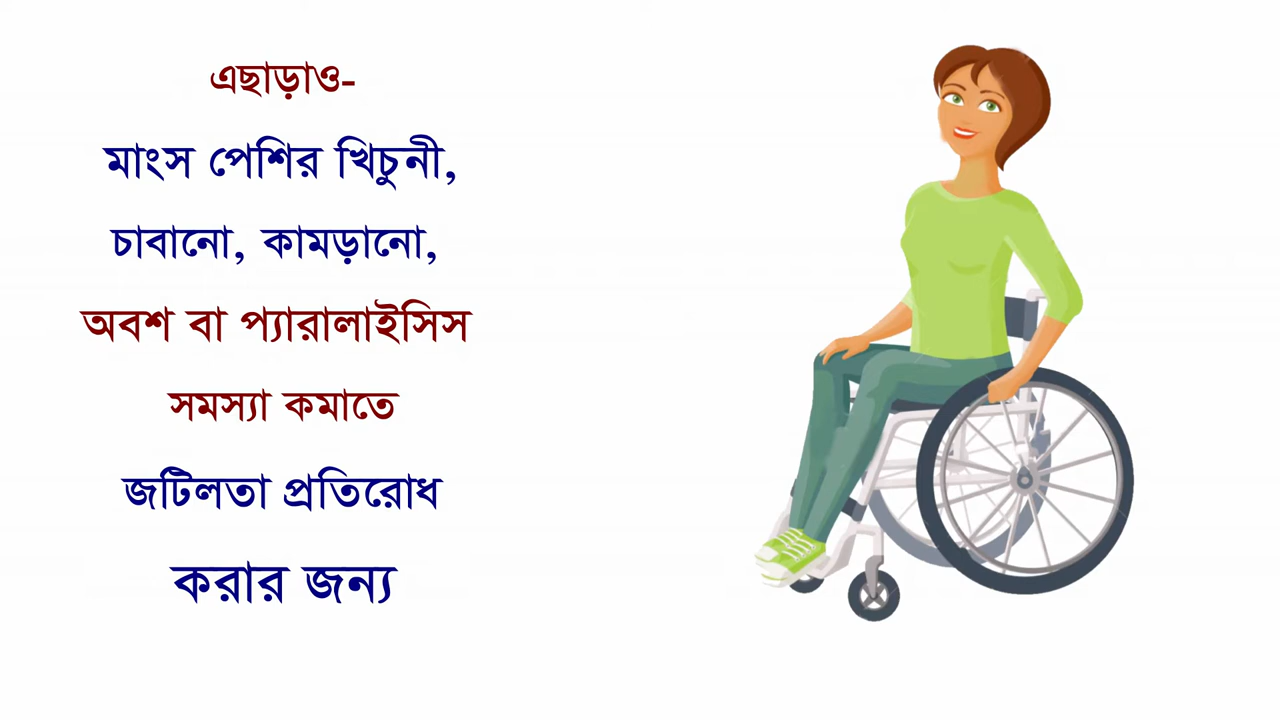 এছাড়াও-
মাংস পেশির খিচুনী,
চাবানো, কামড়ানো,
অবশ বা প্যারালাইসিস
সমস্যা কমাতে
জটিলতা প্রতিরোধ
করার জন্য